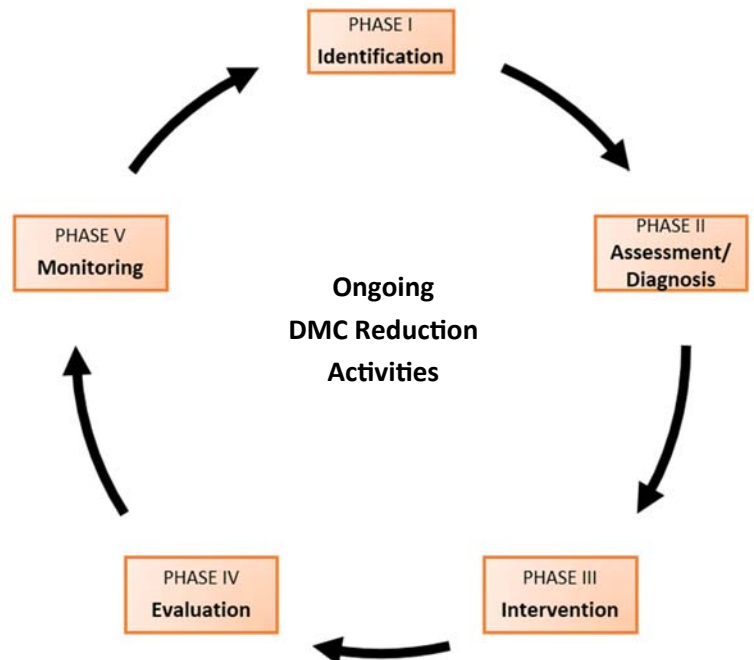 PHASE I
Identification
PHASE II
Assessment/
Diagnosis
PHASE III
Intervention
PHASE IV
Evaluation
PHASE V
Monitoring
Ongoing
DMC Reduction
Activities